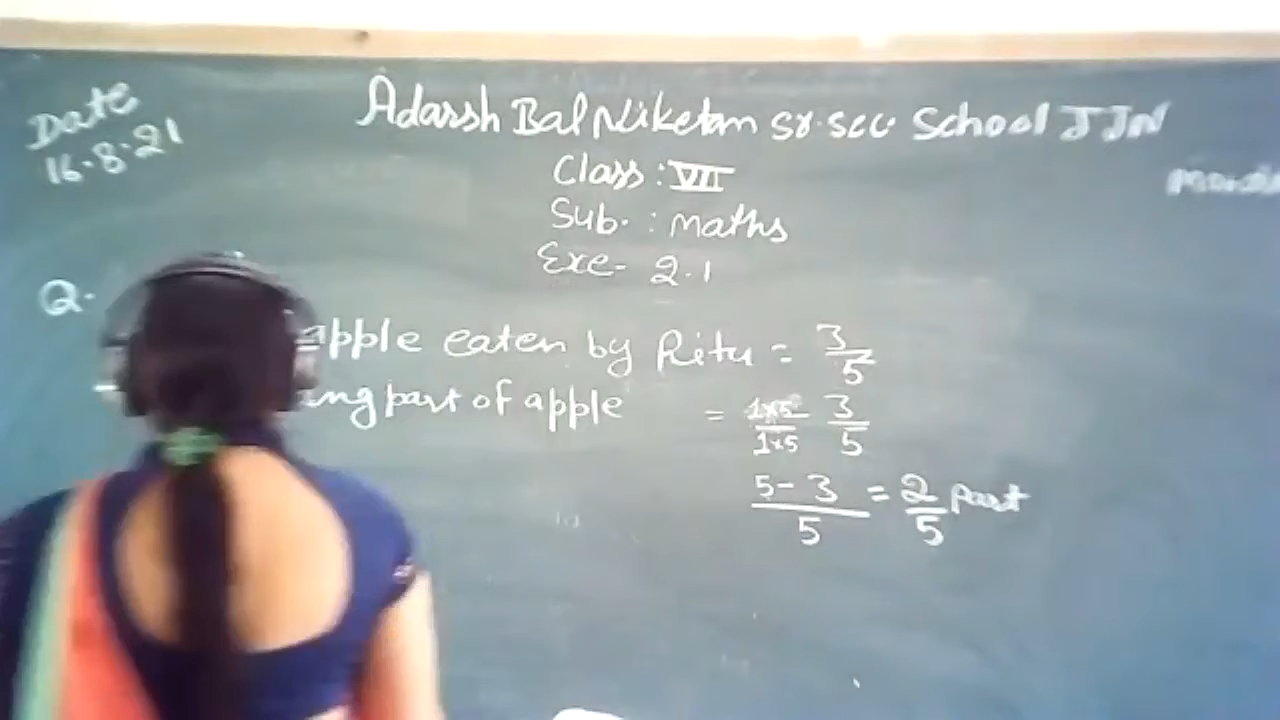 Date
16.8.21
Adarsh Bal Niketan Sr. Sec. School JJN
Class : VII
Sub. : maths
Exe- 2.1
Q.
apple eaten by Ritu = 3/5
ing part of apple = 1×5/1×5 3/5
5-3/5 = 2/5 Part